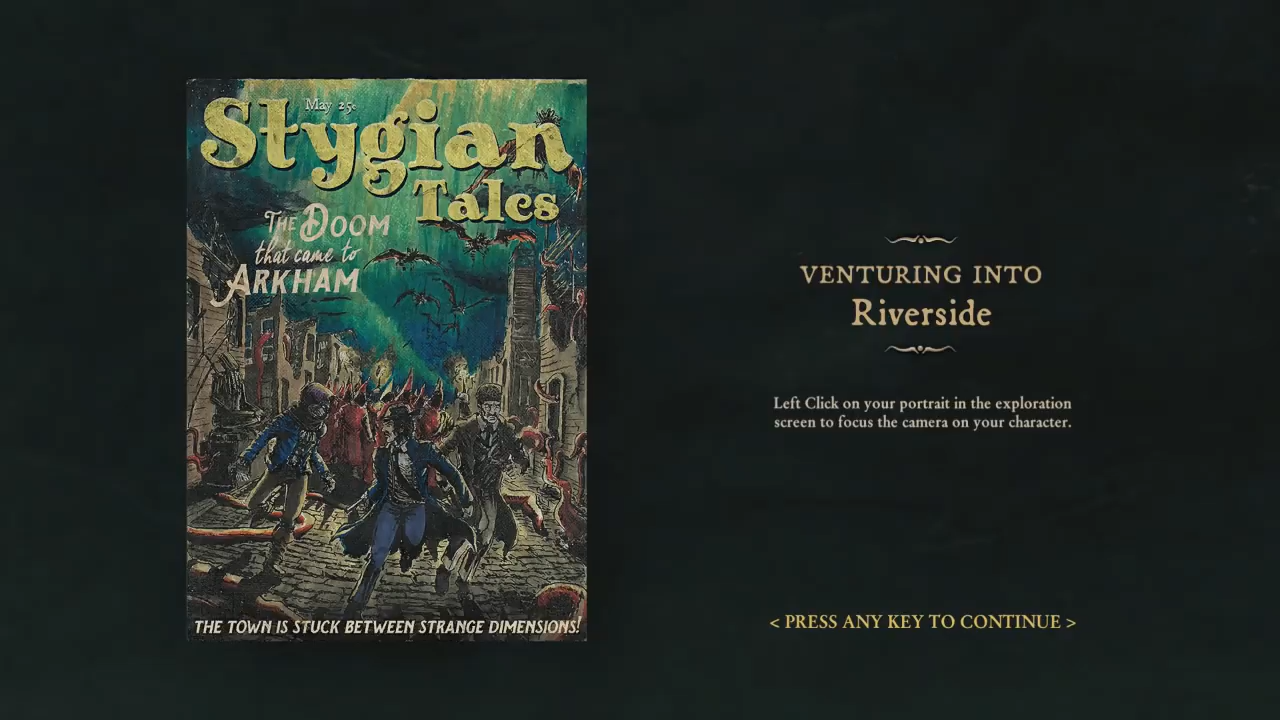 May 25¢
Stygian
Tales
THE DOOM
that came to
ARKHAM
THE TOWN IS STUCK BETWEEN STRANGE DIMENSIONS!
VENTURING INTO
Riverside
Left Click on your portrait in the exploration
screen to focus the camera on your character.
< PRESS ANY KEY TO CONTINUE >